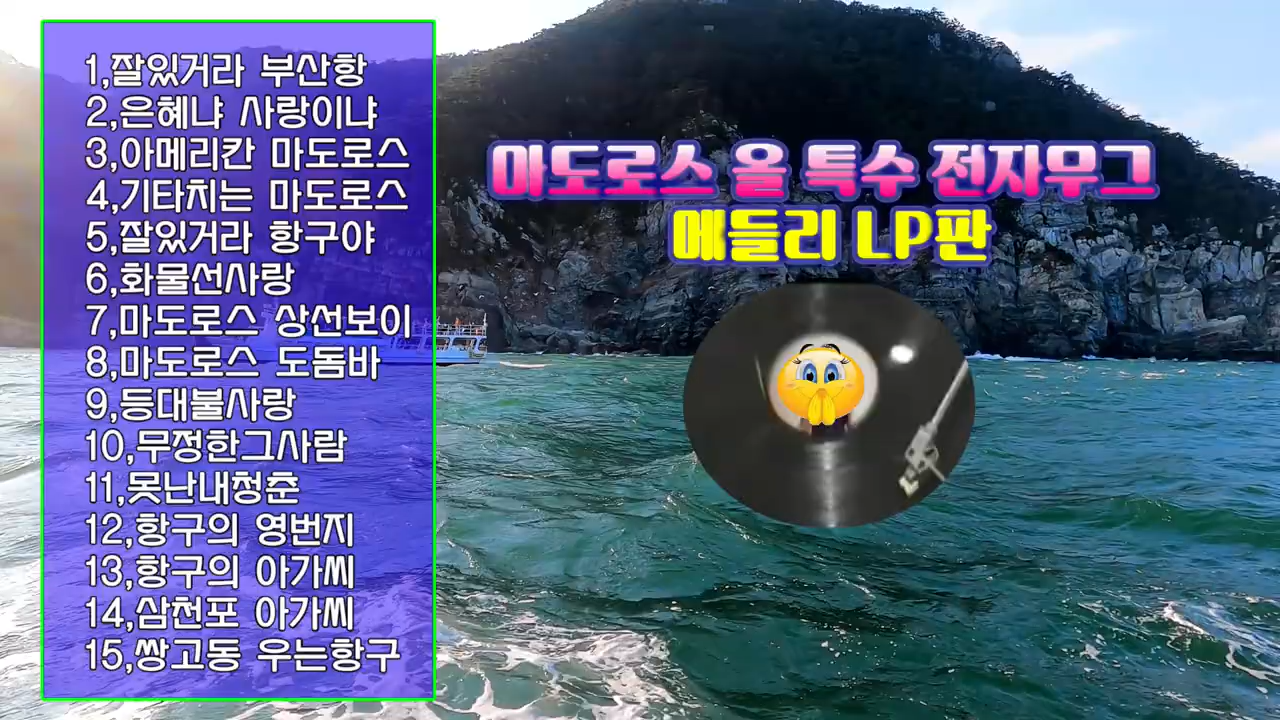 1,잘있거라 부산항
2,은혜냐 사랑이냐
3,아메리칸 마도로스
4,기타치는 마도로스
5,잘있거라 항구야
6,화물선사랑
7,마도로스 상선보이
8,마도로스 도돔바
9,등대불사랑
10,무정한그사람
11,못난내청춘
12,항구의 영번지
13,항구의 아가씨
14,삼천포 아가씨
15,쌍고동 우는항구
마도로스 올 특수 전자무그
메들리 LP판